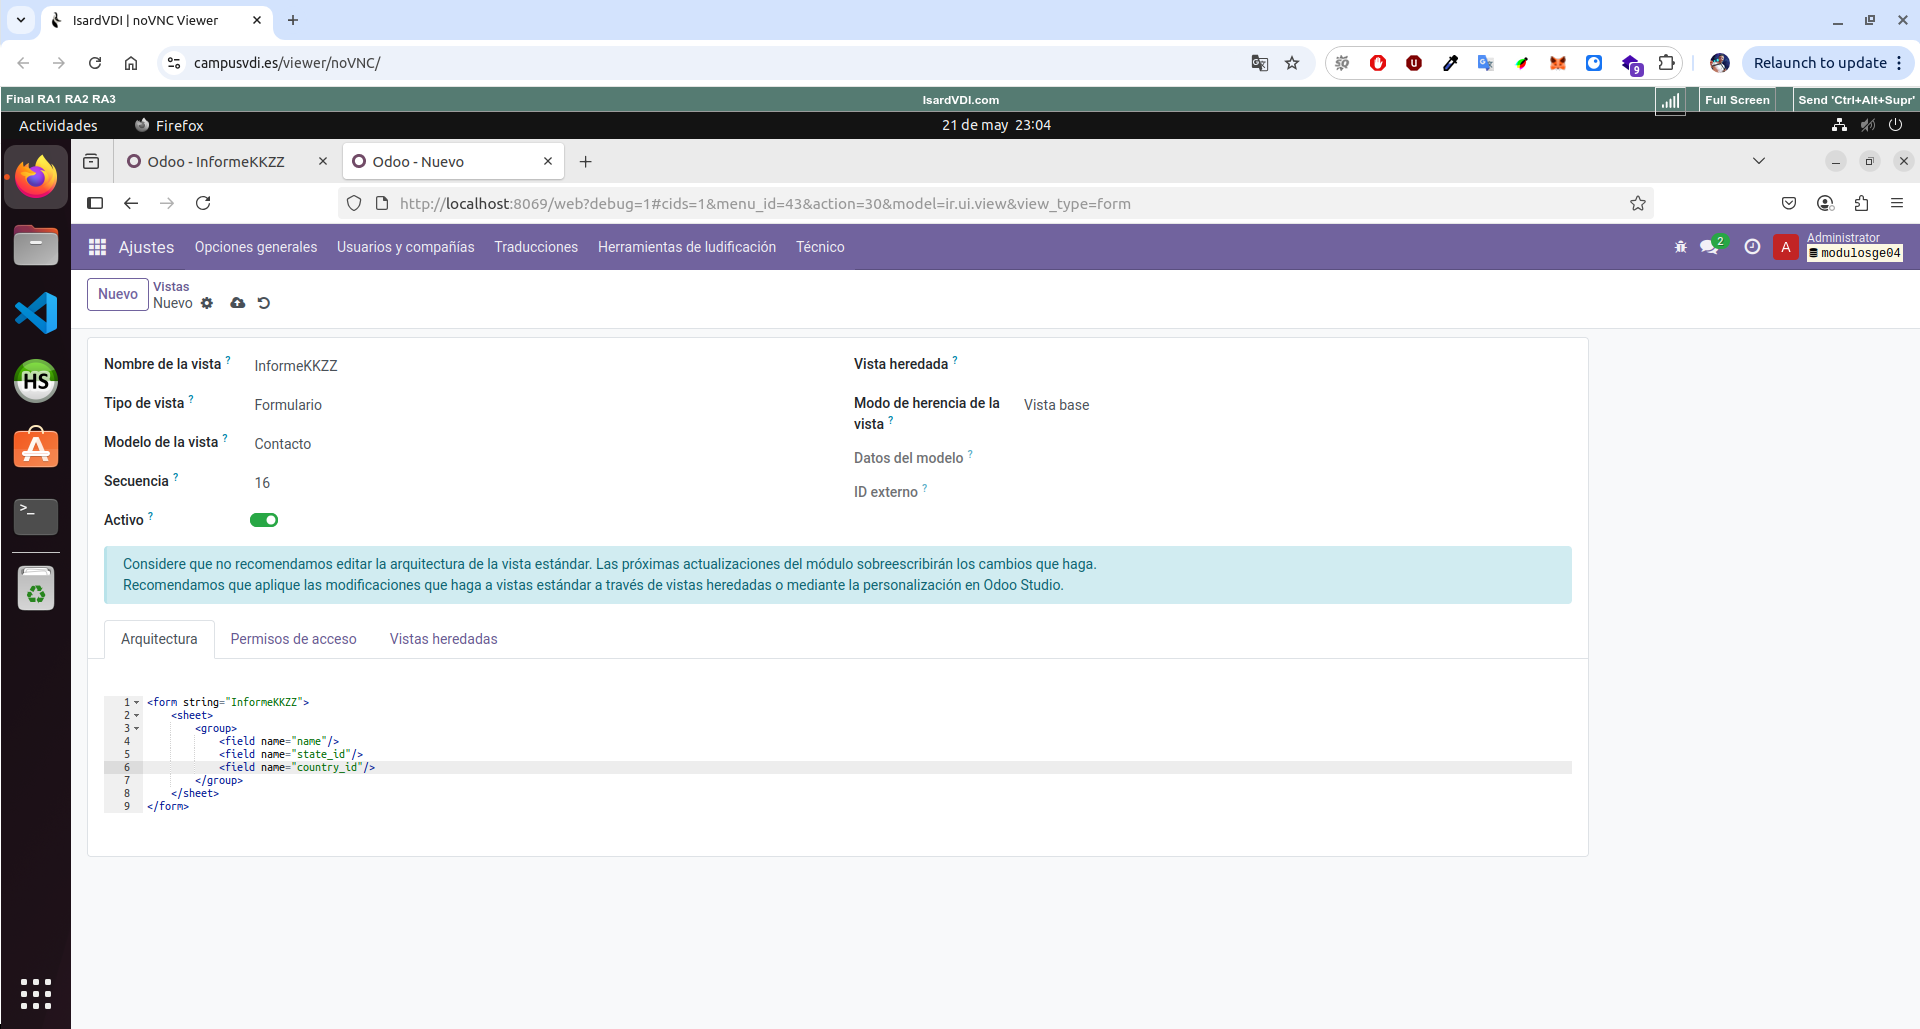 IsardVDI | noVNC Viewer
campusvdi.es/viewer/noVNC/
9
Relaunch to update
Final RA1 RA2 RA3
IsardVDI.com
Full Screen
Send 'Ctrl+Alt+Supr'
Actividades
Firefox
21 de may 23:04
Odoo - InformeKKZZ
Odoo - Nuevo
http://localhost:8069/web?debug=1#cids=1&menu_id=43&action=30&model=ir.ui.view&view_type=form
Ajustes
Opciones generales
Usuarios y compañías
Traducciones
Herramientas de ludificación
Técnico
2
A
Administrator
modulosge04
Nuevo
Vistas
Nuevo
Nombre de la vista ?
InformeKKZZ
Vista heredada ?
Tipo de vista ?
Formulario
Modo de herencia de la vista ?
Vista base
Modelo de la vista ?
Contacto
Datos del modelo ?
Secuencia ?
16
ID externo ?
Activo ?
Considere que no recomendamos editar la arquitectura de la vista estándar. Las próximas actualizaciones del módulo sobreescribirán los cambios que haga.
Recomendamos que aplique las modificaciones que haga a vistas estándar a través de vistas heredadas o mediante la personalización en Odoo Studio.
Arquitectura
Permisos de acceso
Vistas heredadas
1 <form string="InformeKKZZ">
2 <sheet>
3 <group>
4 <field name="name"/>
5 <field name="state_id"/>
6 <field name="country_id"/>
7 </group>
8 </sheet>
9 </form>
HS
A
>_